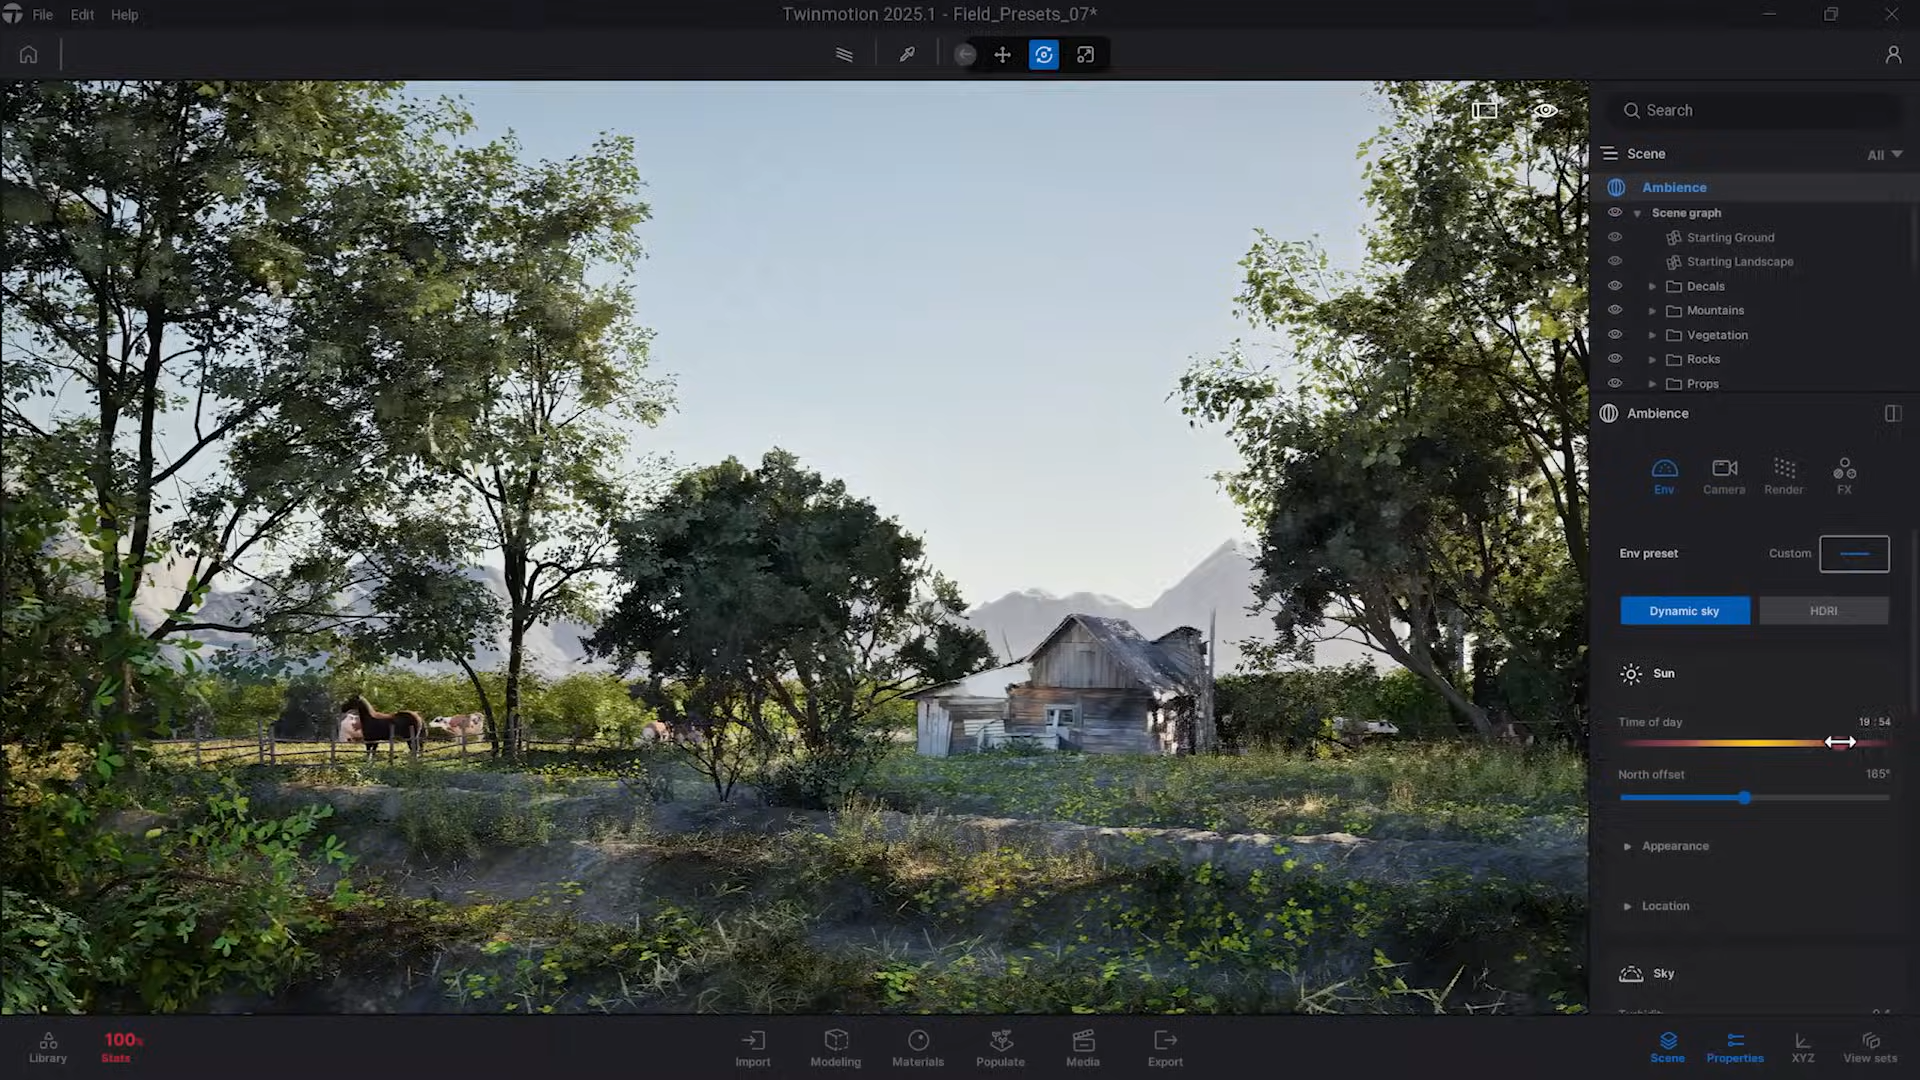 File Edit Help
Twinmotion 2025.1 - Field_Presets_07*
Search
Scene
All
Ambience
Scene graph
Starting Ground
Starting Landscape
Decals
Mountains
Vegetation
Rocks
Props
Ambience
Env Camera Render FX
Env preset Custom
Dynamic sky HDRI
Sun
Time of day 19:54
North offset 165°
Appearance
Location
Sky
Library
100%
Stats
Import Modeling Materials Populate Media Export
Scene Properties XYZ View sets